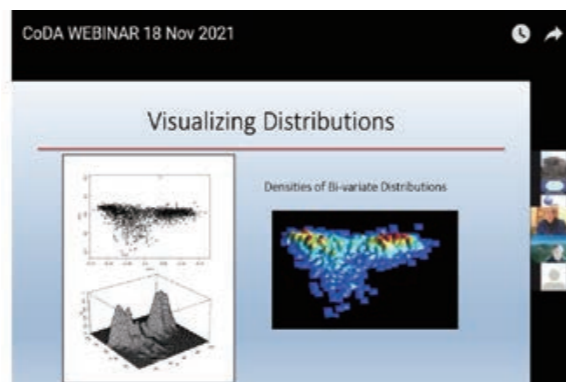 CoDA WEBINAR 18 Nov 2021
Visualizing Distributions
Densities of Bi-variate Distributions